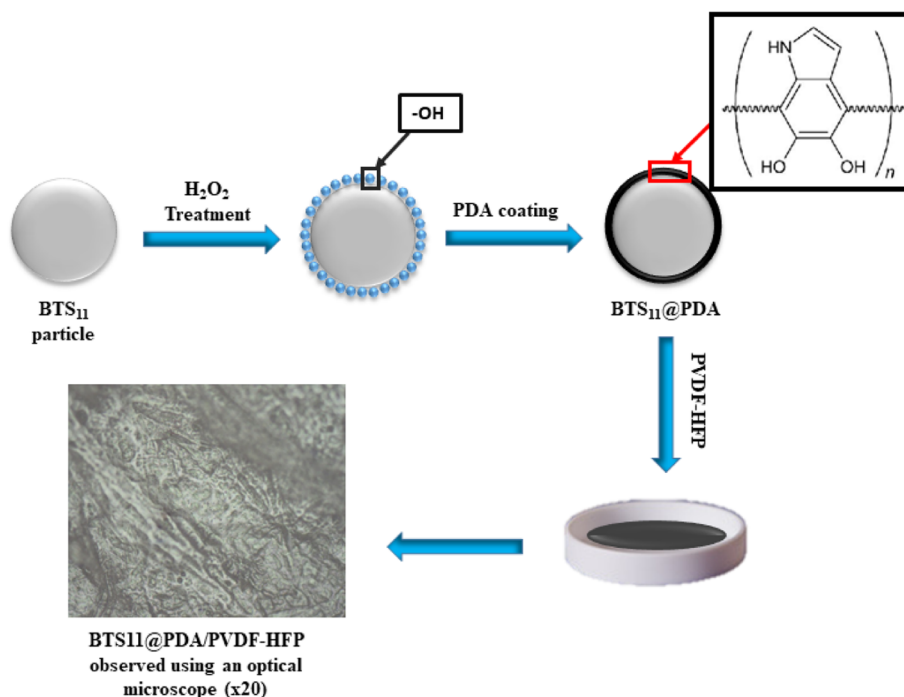 -OH
HN
HO
OH
n
H₂O₂
Treatment
PDA coating
BTS₁₁
particle
BTS₁₁@PDA
PVDF-HFP
BTS11@PDA/PVDF-HFP
observed using an optical
microscope (x20)